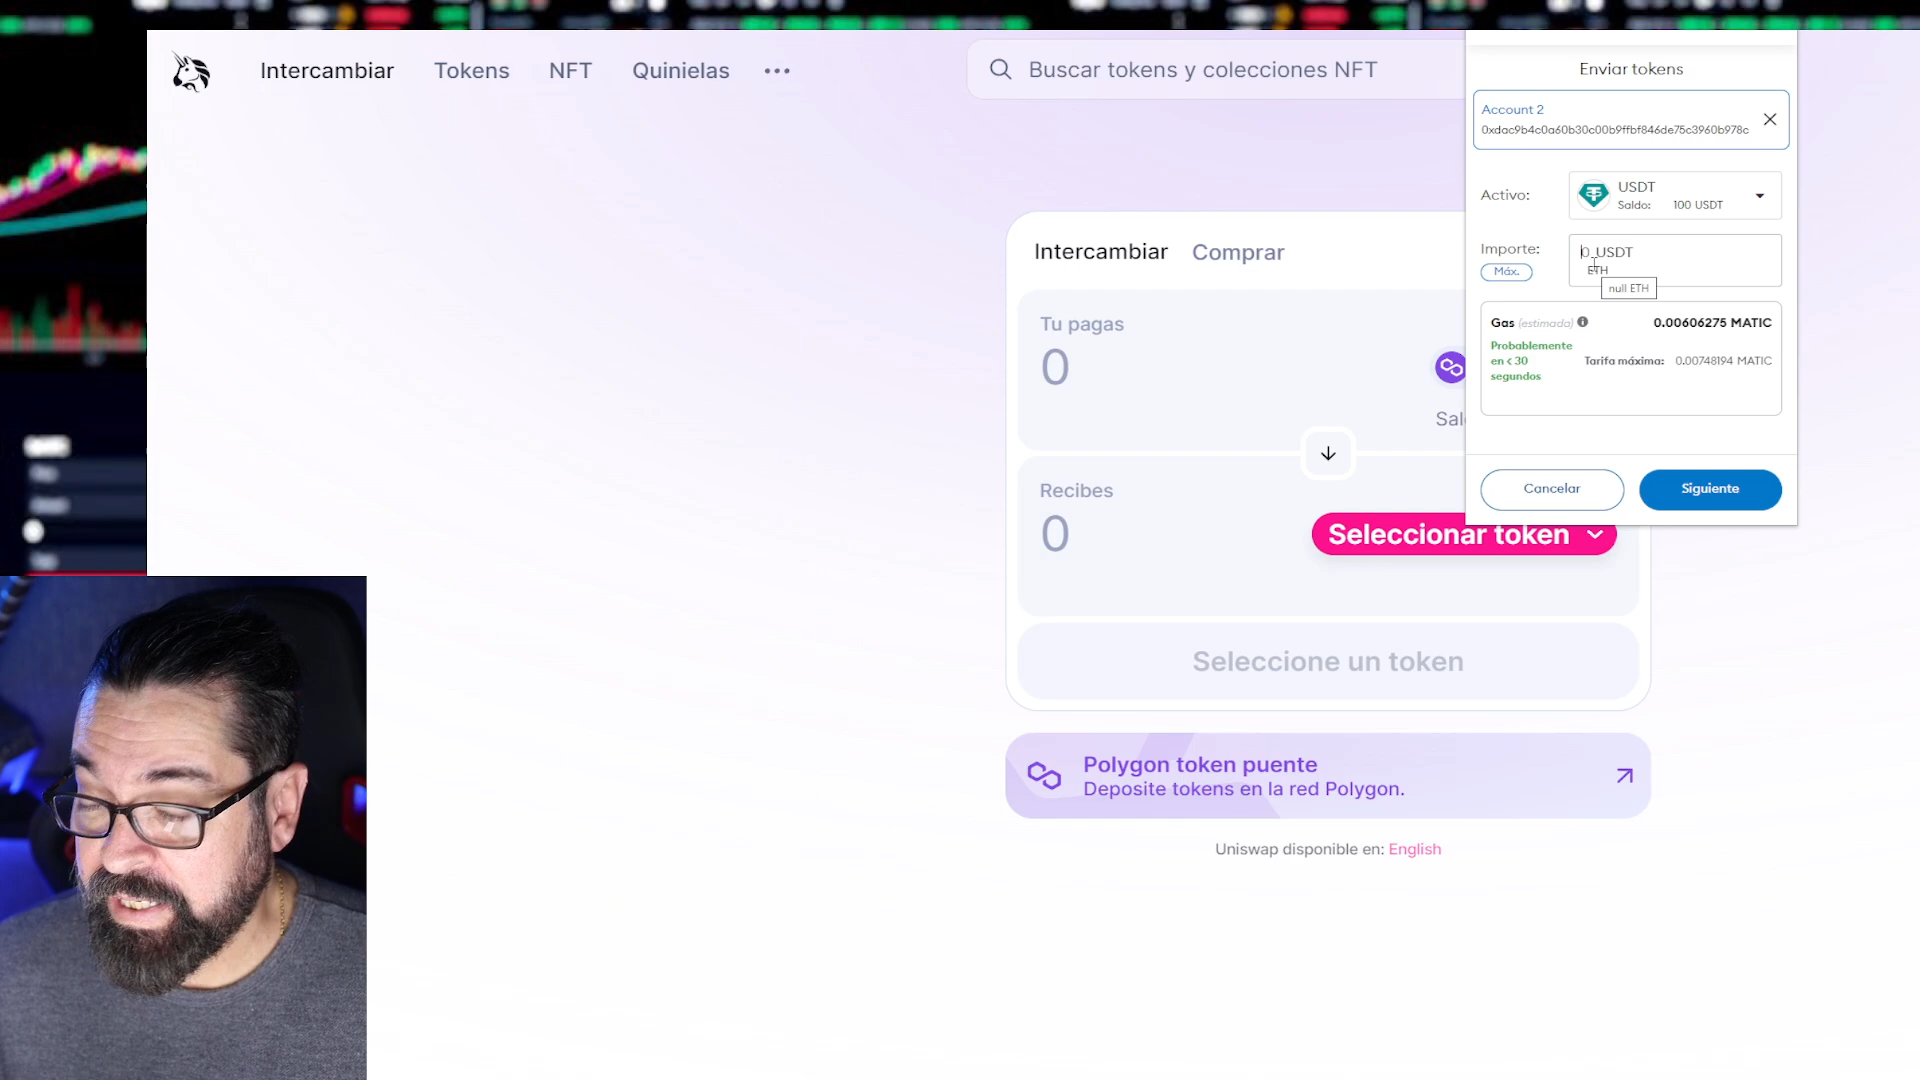 Intercambiar Tokens NFT Quinielas
Buscar tokens y colecciones NFT
Intercambiar Comprar
Tu pagas
0
Sal
Recibes
0
Seleccionar token
Seleccione un token
Polygon token puente
Deposite tokens en la red Polygon.
Uniswap disponible en: English
Enviar tokens
Account 2
0xdac9b4c0a60b30c00b9ffbf846de75c3960b978c
Activo:
USDT
Saldo: 100 USDT
Importe:
Máx.
0 USDT
ETH
null ETH
Gas (estimada) 0.00606275 MATIC
Probablemente
en < 30
segundos
Tarifa máxima: 0.00748194 MATIC
Cancelar Siguiente